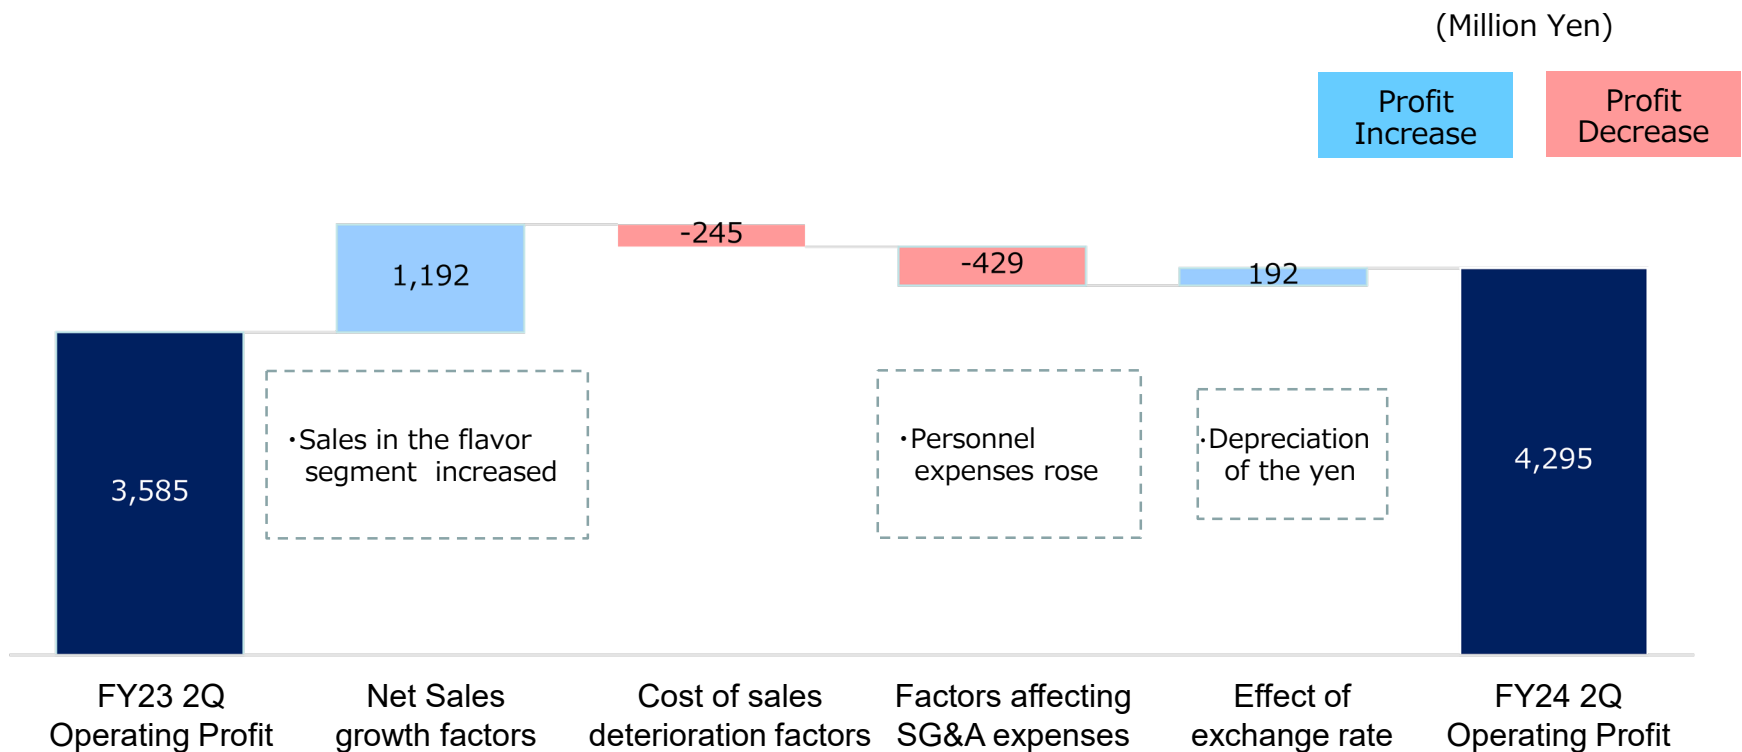 (Million Yen)
Profit
Increase
Profit
Decrease
1,192
-245
-429
192
3,585
・Sales in the flavor
segment increased
・Personnel
expenses rose
・Depreciation
of the yen
4,295
FY23 2Q
Operating Profit
Net Sales
growth factors
Cost of sales
deterioration factors
Factors affecting
SG&A expenses
Effect of
exchange rate
FY24 2Q
Operating Profit